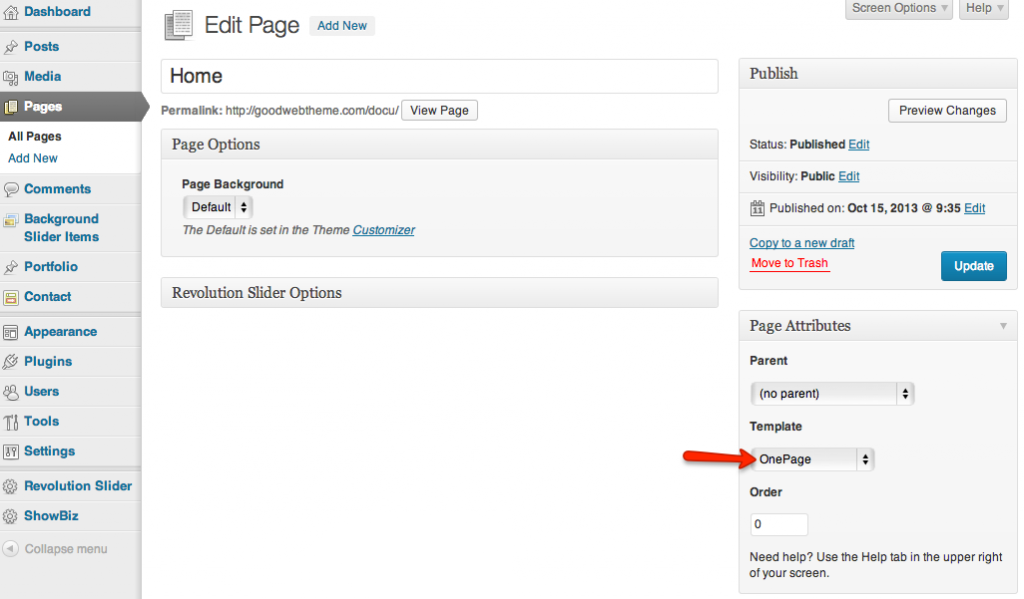 Dashboard
Posts
Media
Pages
All Pages
Add New
Comments
Background
Slider Items
Portfolio
Contact
Appearance
Plugins
Users
Tools
Settings
Revolution Slider
ShowBiz
Collapse menu
Screen Options
Help
Edit Page Add New
Home
Permalink: http://goodwebtheme.com/docu/ View Page
Page Options
Page Background
Default
The Default is set in the Theme Customizer
Revolution Slider Options
Publish
Preview Changes
Status: Published Edit
Visibility: Public Edit
11 Published on: Oct 15, 2013 @ 9:35 Edit
Copy to a new draft
Move to Trash
Update
Page Attributes
Parent
(no parent)
Template
OnePage
Order
0
Need help? Use the Help tab in the upper right
of your screen.